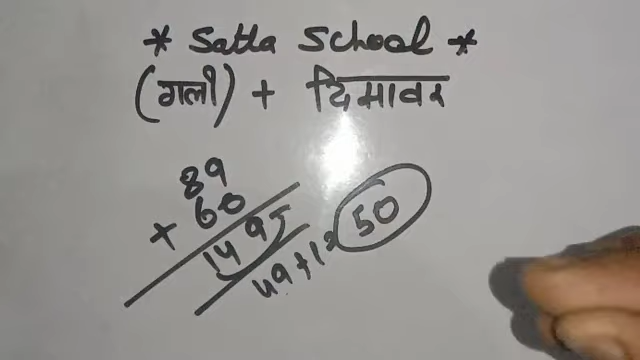 * Satta School *
(गली) + दिसावर
89
+ 60
149
49+1=
50